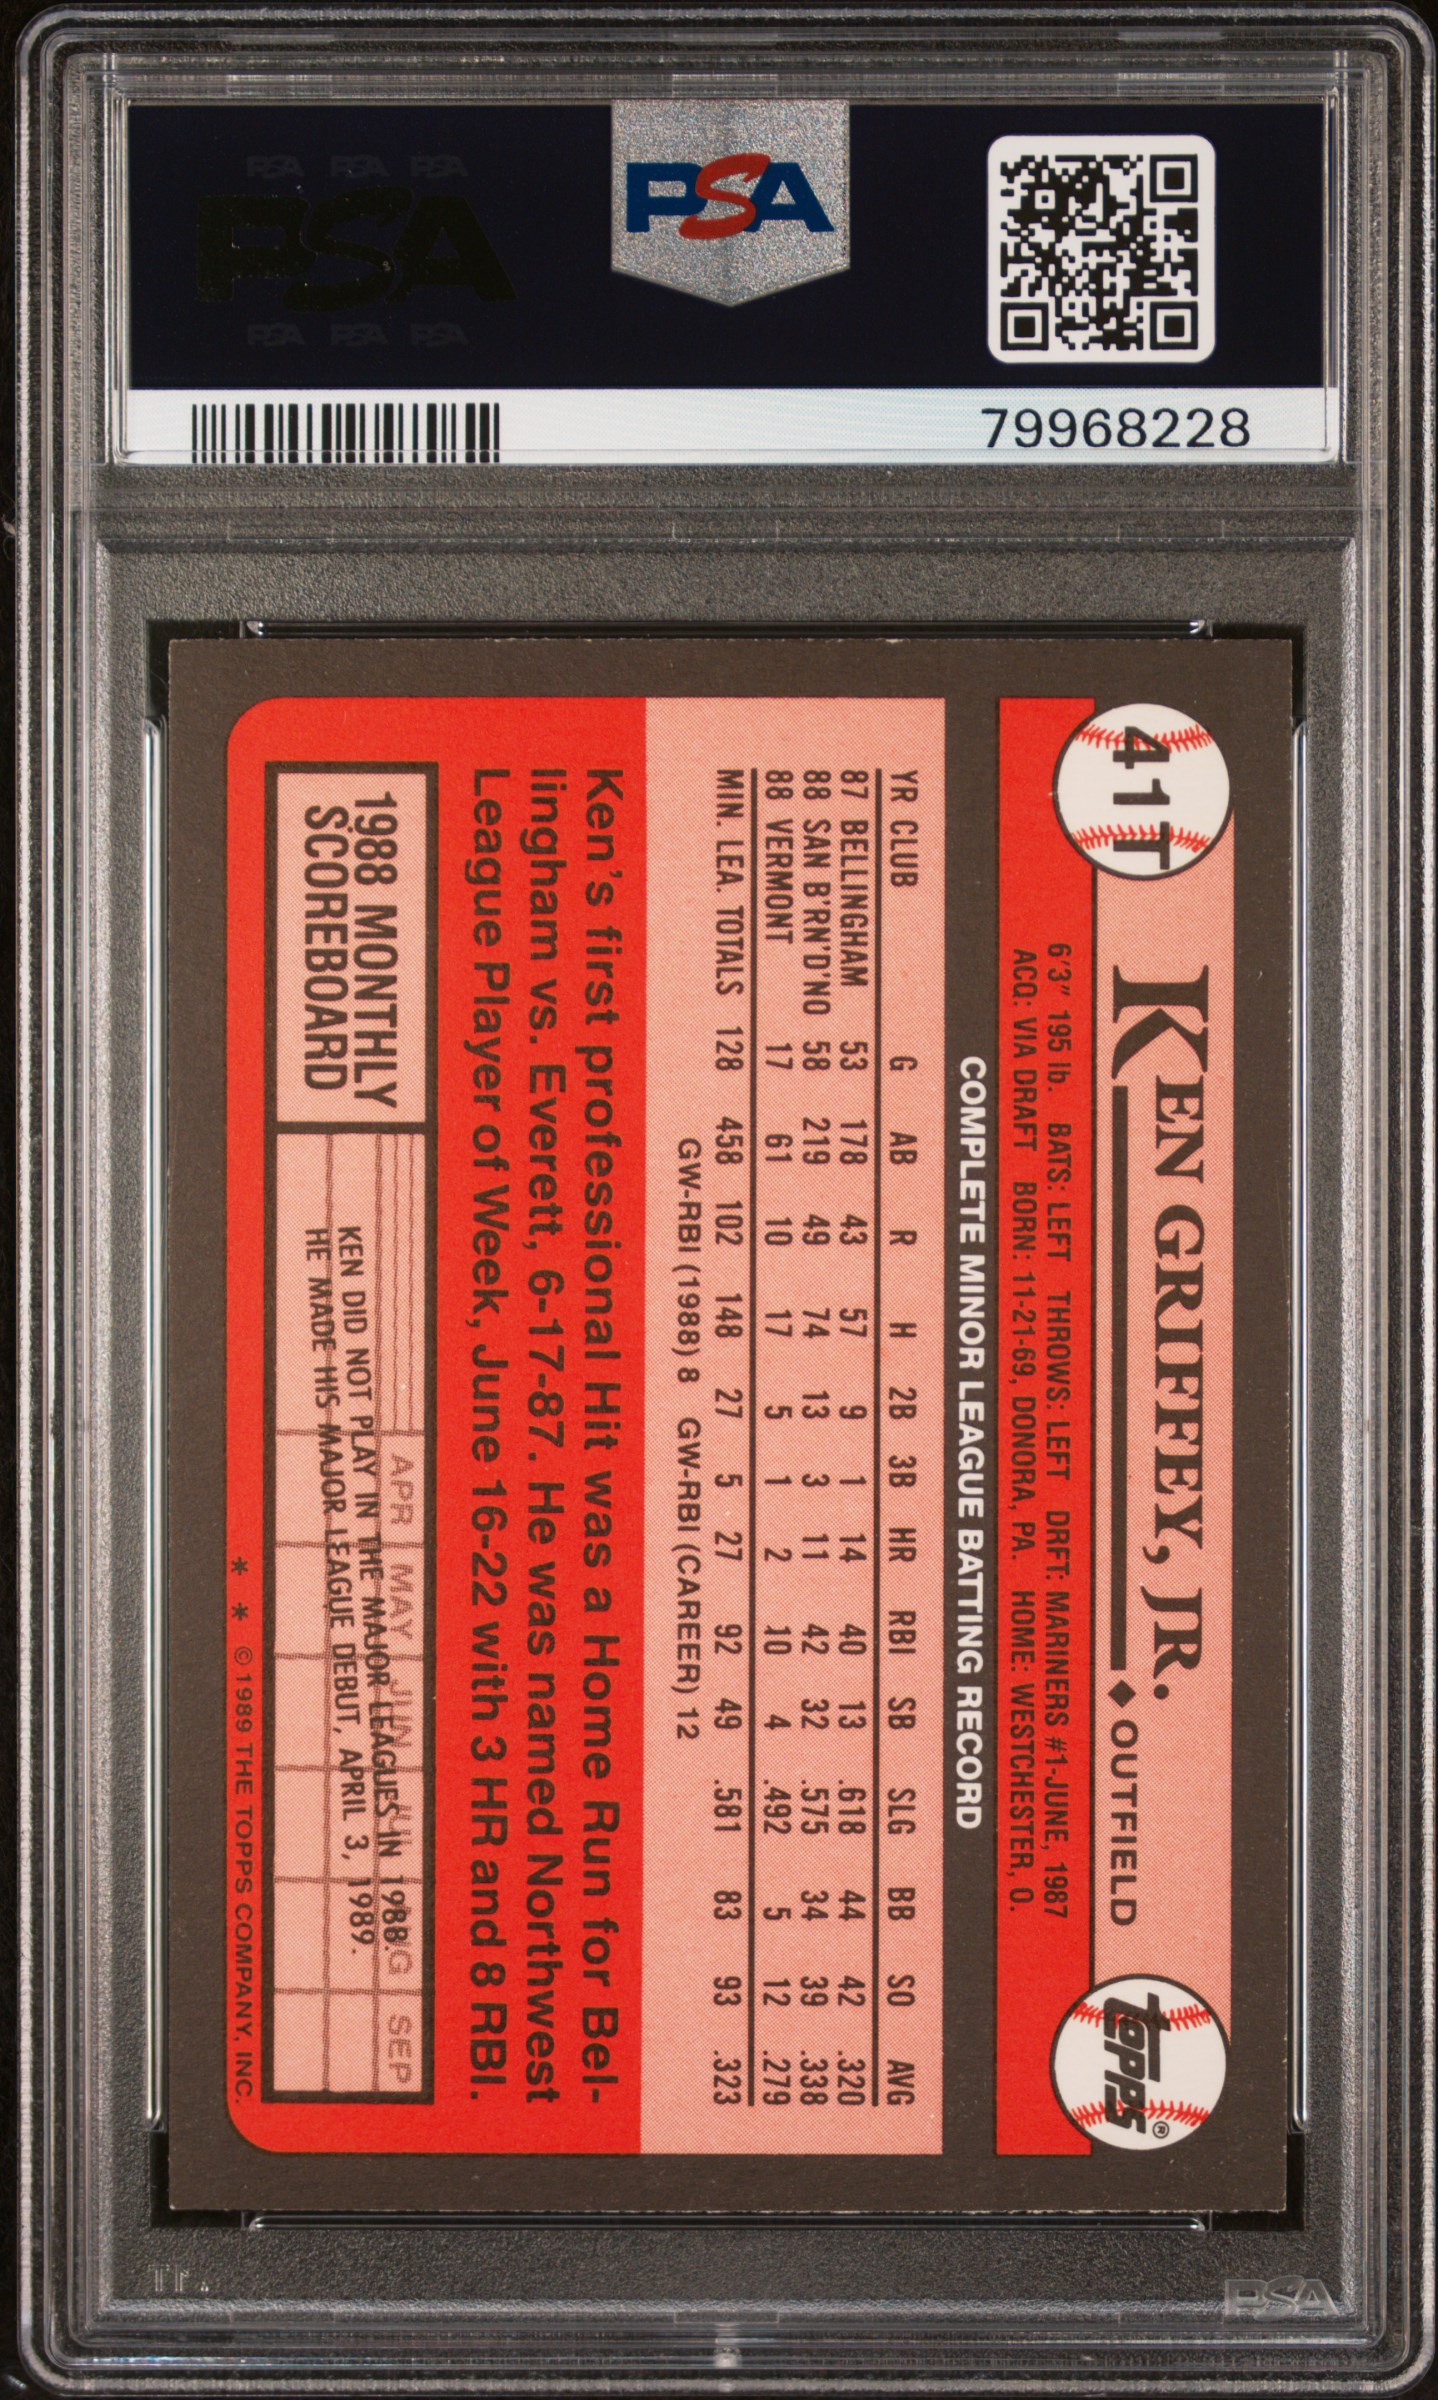 PSA PSA PSA
PSA
PSA PSA PSA
PSA
79968228
41T
KEN GRIFFEY, JR. ◆ OUTFIELD
topps®
6'3" 195 lb. BATS: LEFT THROWS: LEFT DRFT: MARINERS #1-JUNE, 1987
ACQ: VIA DRAFT BORN: 11-21-69, DONORA, PA. HOME: WESTCHESTER, O.
COMPLETE MINOR LEAGUE BATTING RECORD
YR CLUB G AB R H 2B 3B HR RBI SB SLG BB SO AVG
87 BELLINGHAM 53 178 43 57 9 1 14 40 13 .618 44 42 .320
88 SAN B'RN'D'NO 58 219 49 74 13 3 11 42 32 .575 34 39 .338
88 VERMONT 17 61 10 17 5 1 2 10 4 .492 5 12 .279
MIN. LEA. TOTALS 128 458 102 148 27 5 27 92 49 .581 83 93 .323
GW-RBI (1988) 8 GW-RBI (CAREER) 12
Ken's first professional Hit was a Home Run for Bel-
lingham vs. Everett, 6-17-87. He was named Northwest
League Player of Week, June 16-22 with 3 HR and 8 RBI.
1988 MONTHLY
SCOREBOARD
APR MAY JUN JUL AUG SEP
KEN DID NOT PLAY IN THE MAJOR LEAGUES IN 1988.
HE MADE HIS MAJOR LEAGUE DEBUT, APRIL 3, 1989.
* * © 1989 THE TOPPS COMPANY, INC.
PSA